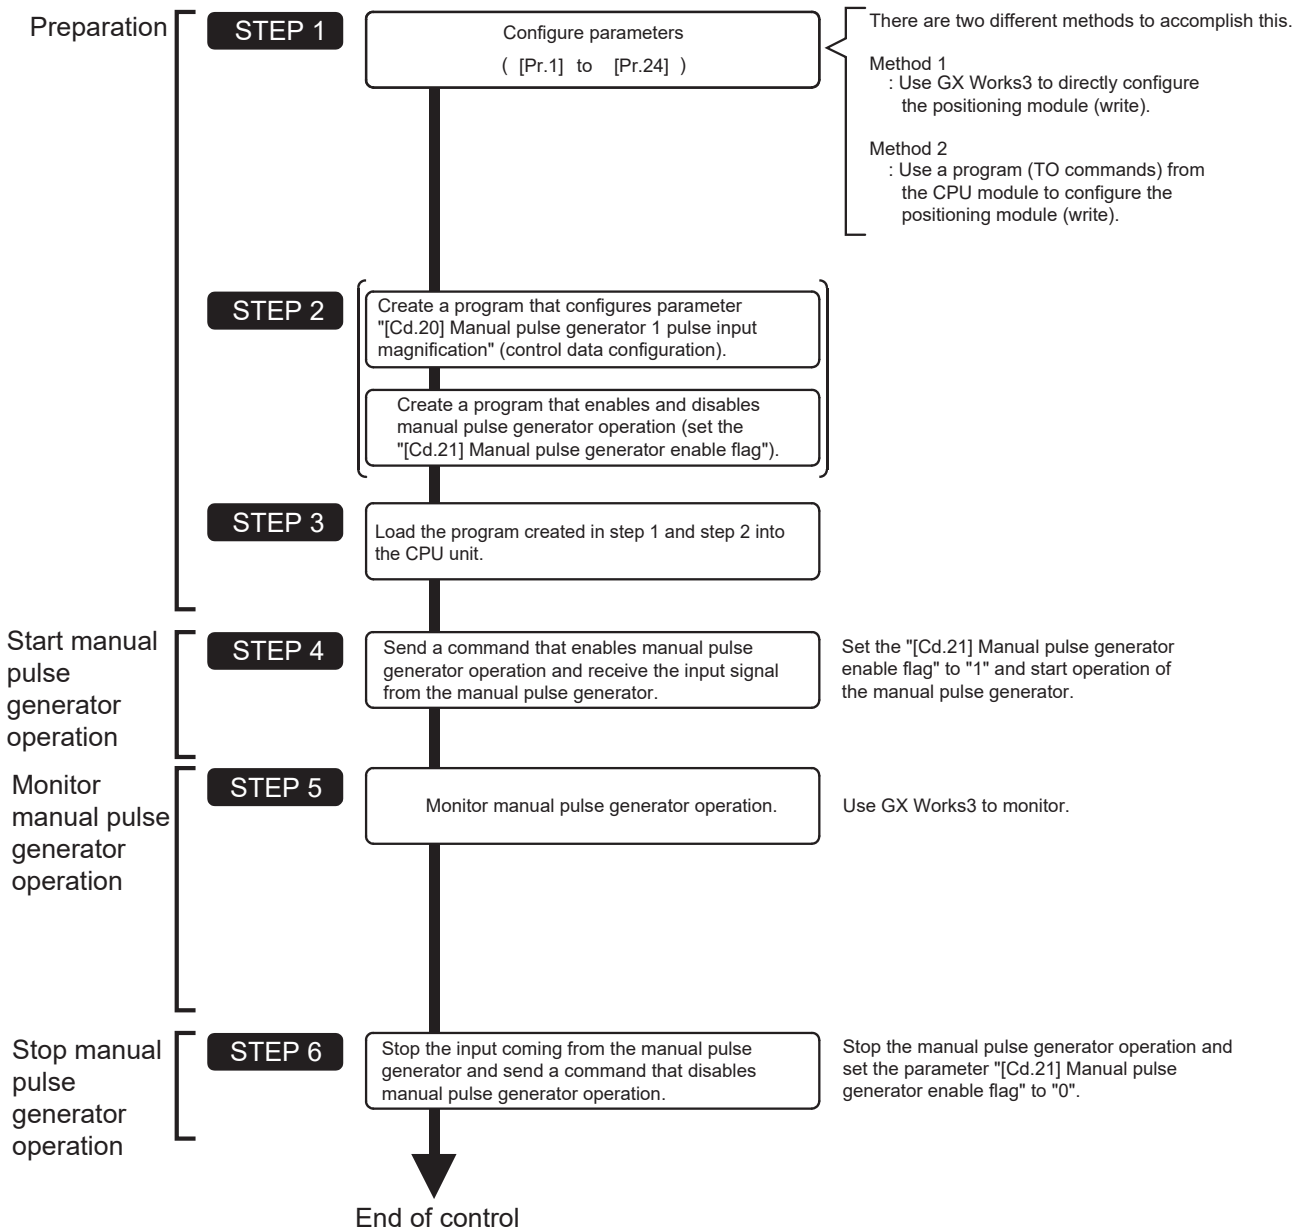 Preparation
STEP 1
Configure parameters
( [Pr.1] to [Pr.24] )
There are two different methods to accomplish this.
Method 1
: Use GX Works3 to directly configure
the positioning module (write).
Method 2
: Use a program (TO commands) from
the CPU module to configure the
positioning module (write).
STEP 2
Create a program that configures parameter
"[Cd.20] Manual pulse generator 1 pulse input
magnification" (control data configuration).
Create a program that enables and disables
manual pulse generator operation (set the
"[Cd.21] Manual pulse generator enable flag").
STEP 3
Load the program created in step 1 and step 2 into
the CPU unit.
Start manual
pulse
generator
operation
STEP 4
Send a command that enables manual pulse
generator operation and receive the input signal
from the manual pulse generator.
Set the "[Cd.21] Manual pulse generator
enable flag" to "1" and start operation of
the manual pulse generator.
Monitor
manual pulse
generator
operation
STEP 5
Monitor manual pulse generator operation.
Use GX Works3 to monitor.
Stop manual
pulse
generator
operation
STEP 6
Stop the input coming from the manual pulse
generator and send a command that disables
manual pulse generator operation.
Stop the manual pulse generator operation and
set the parameter "[Cd.21] Manual pulse
generator enable flag" to "0".
End of control